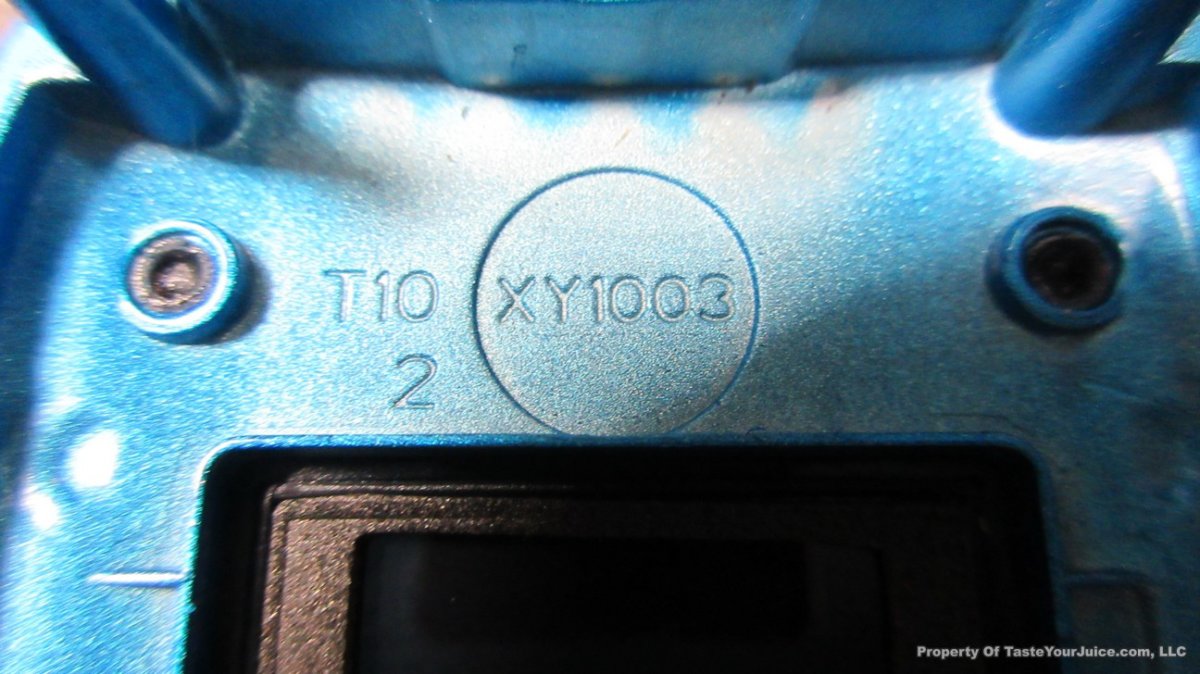 T10 XY1003
2
Property Of TasteYourJuice.com, LLC